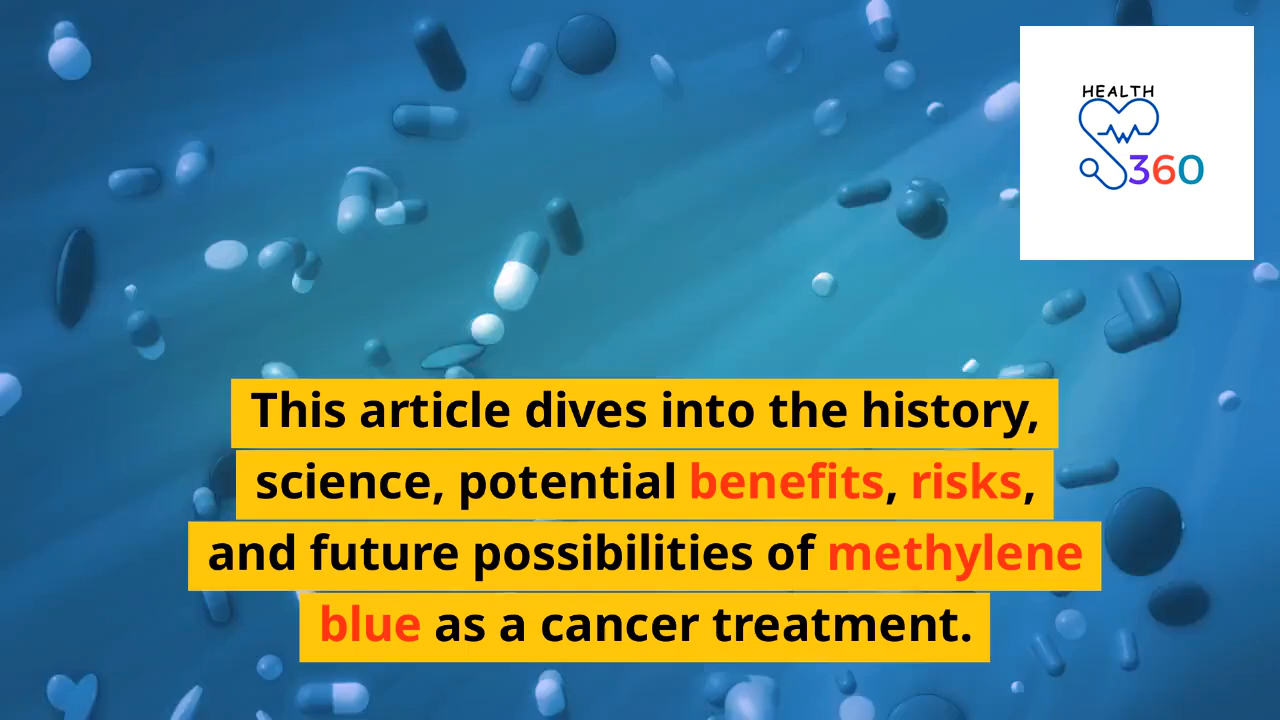 HEALTH
360
This article dives into the history,
science, potential benefits, risks,
and future possibilities of methylene
blue as a cancer treatment.